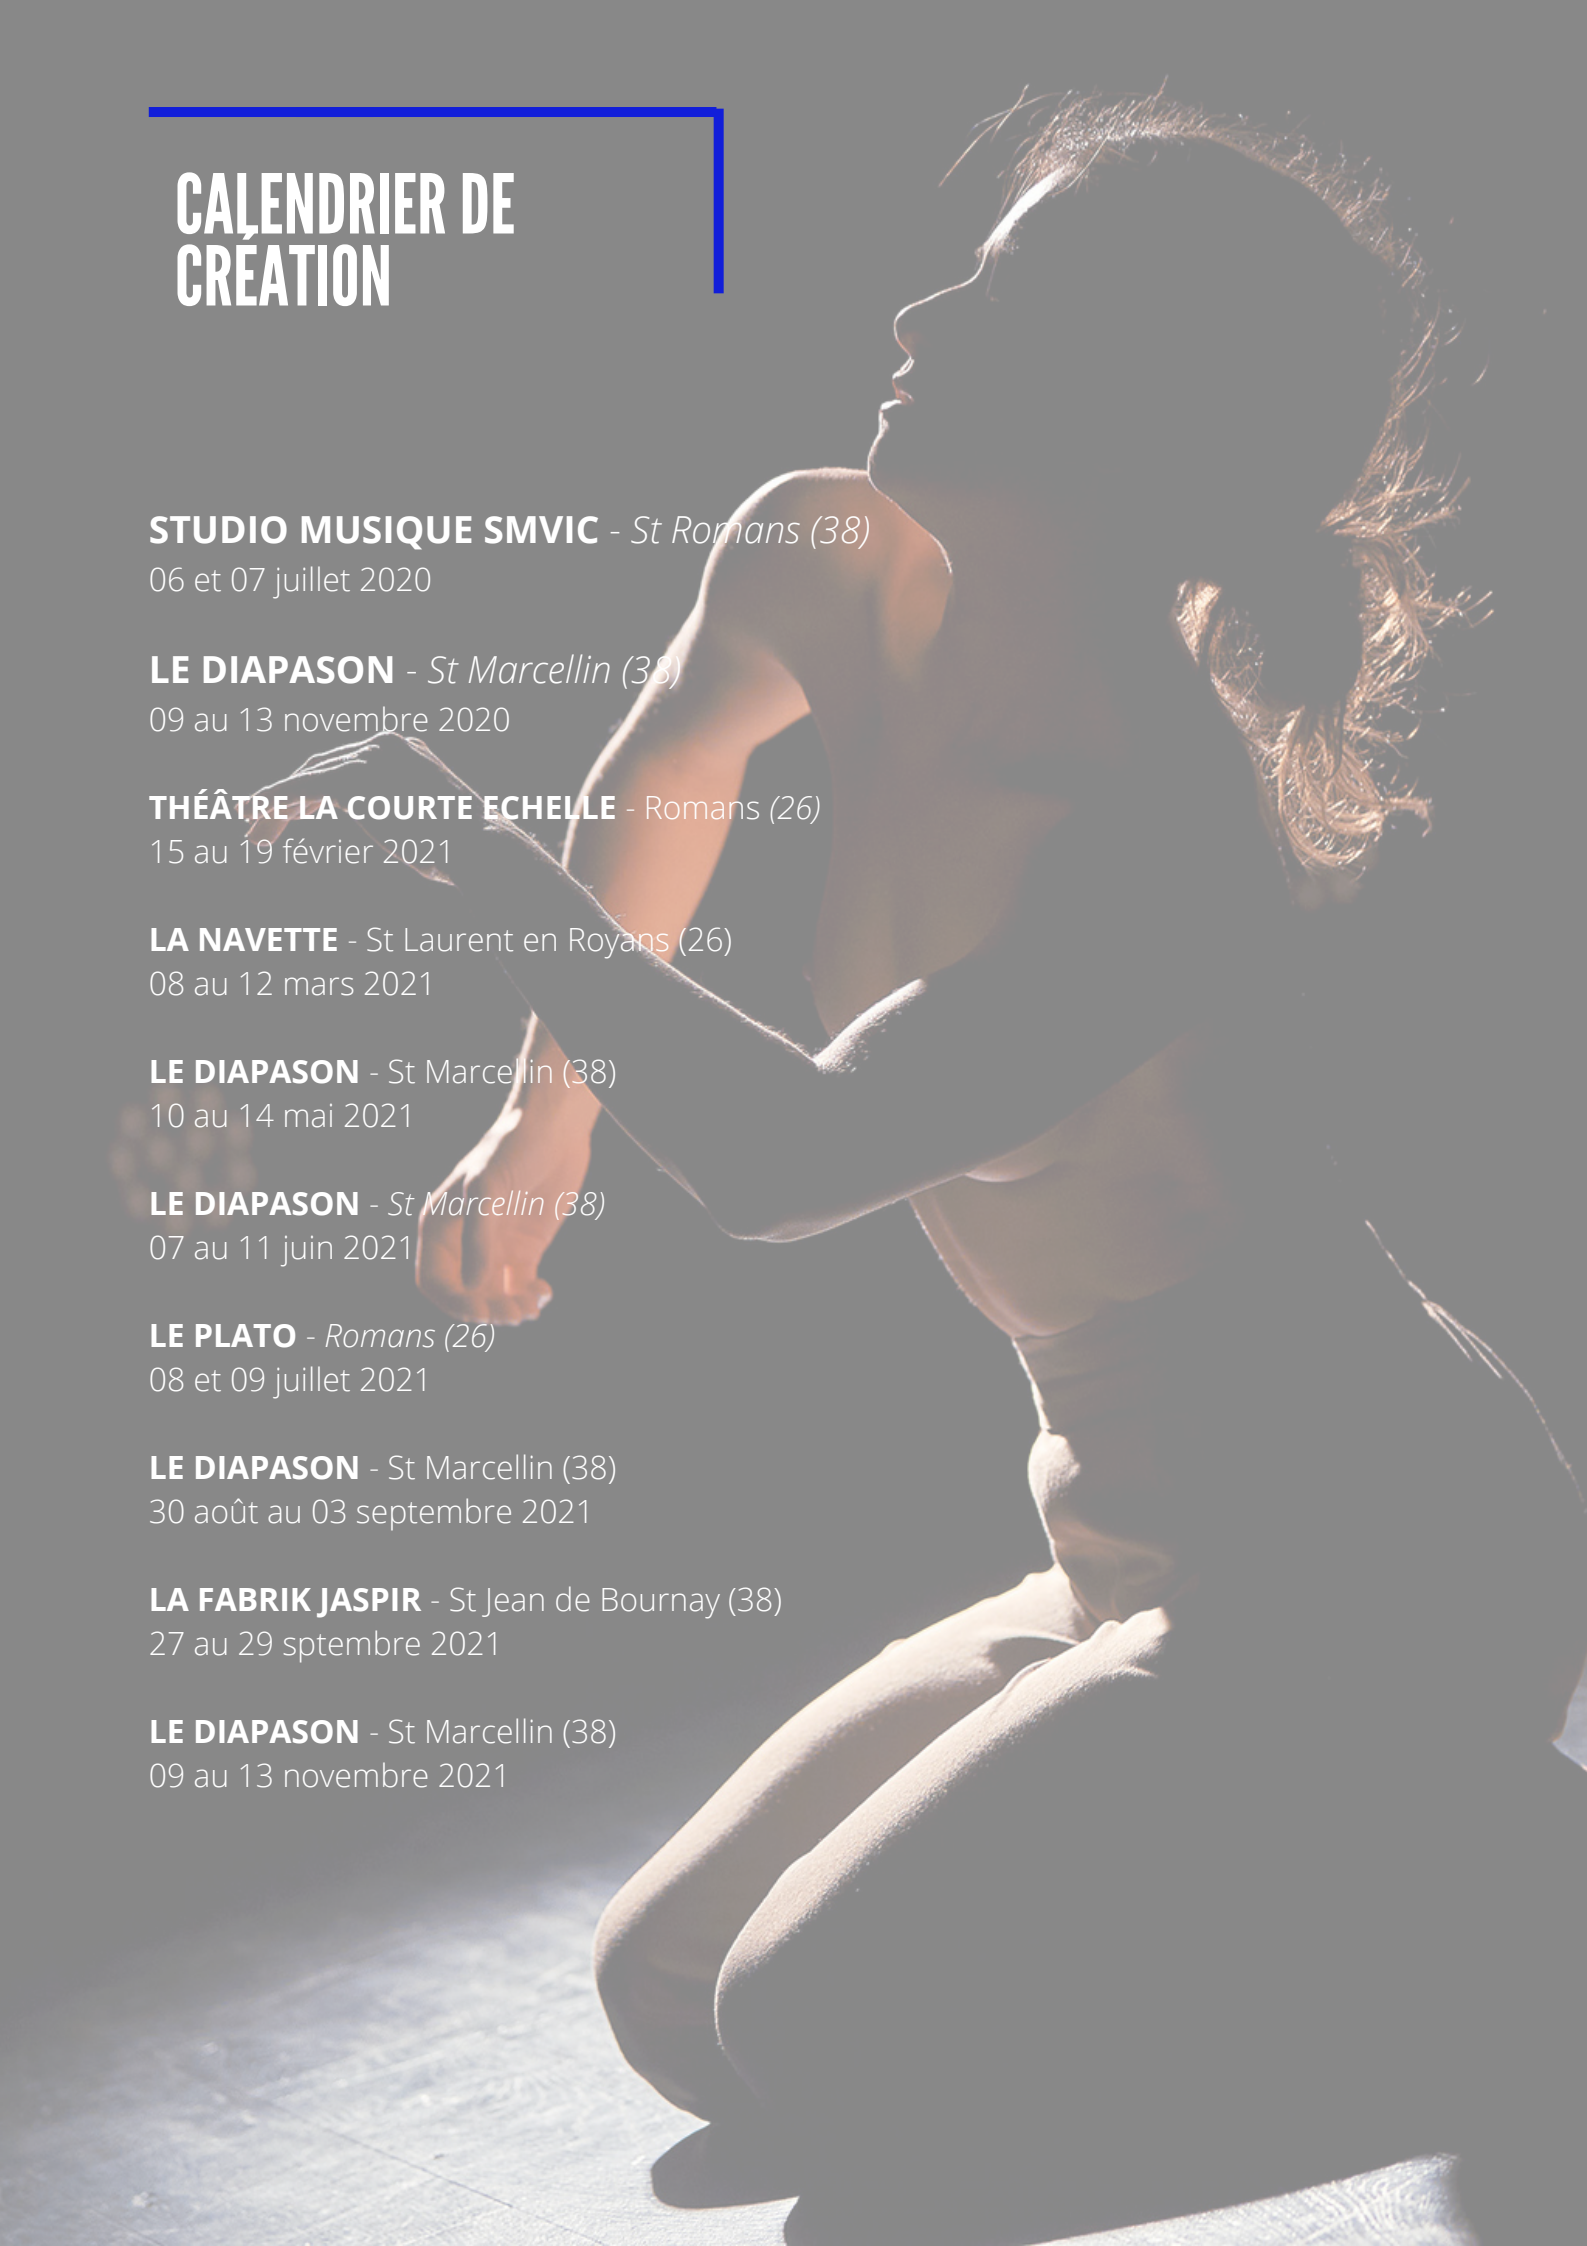 CALENDRIER DE
CRÉATION
STUDIO MUSIQUE SMVIC - St Romans (38)
06 et 07 juillet 2020
LE DIAPASON - St Marcellin (38)
09 au 13 novembre 2020
THÉÂTRE LA COURTE ECHELLE - Romans (26)
15 au 19 février 2021
LA NAVETTE - St Laurent en Royans (26)
08 au 12 mars 2021
LE DIAPASON - St Marcellin (38)
10 au 14 mai 2021
LE DIAPASON - St Marcellin (38)
07 au 11 juin 2021
LE PLATO - Romans (26)
08 et 09 juillet 2021
LE DIAPASON - St Marcellin (38)
30 août au 03 septembre 2021
LA FABRIK JASPIR - St Jean de Bournay (38)
27 au 29 sptembre 2021
LE DIAPASON - St Marcellin (38)
09 au 13 novembre 2021